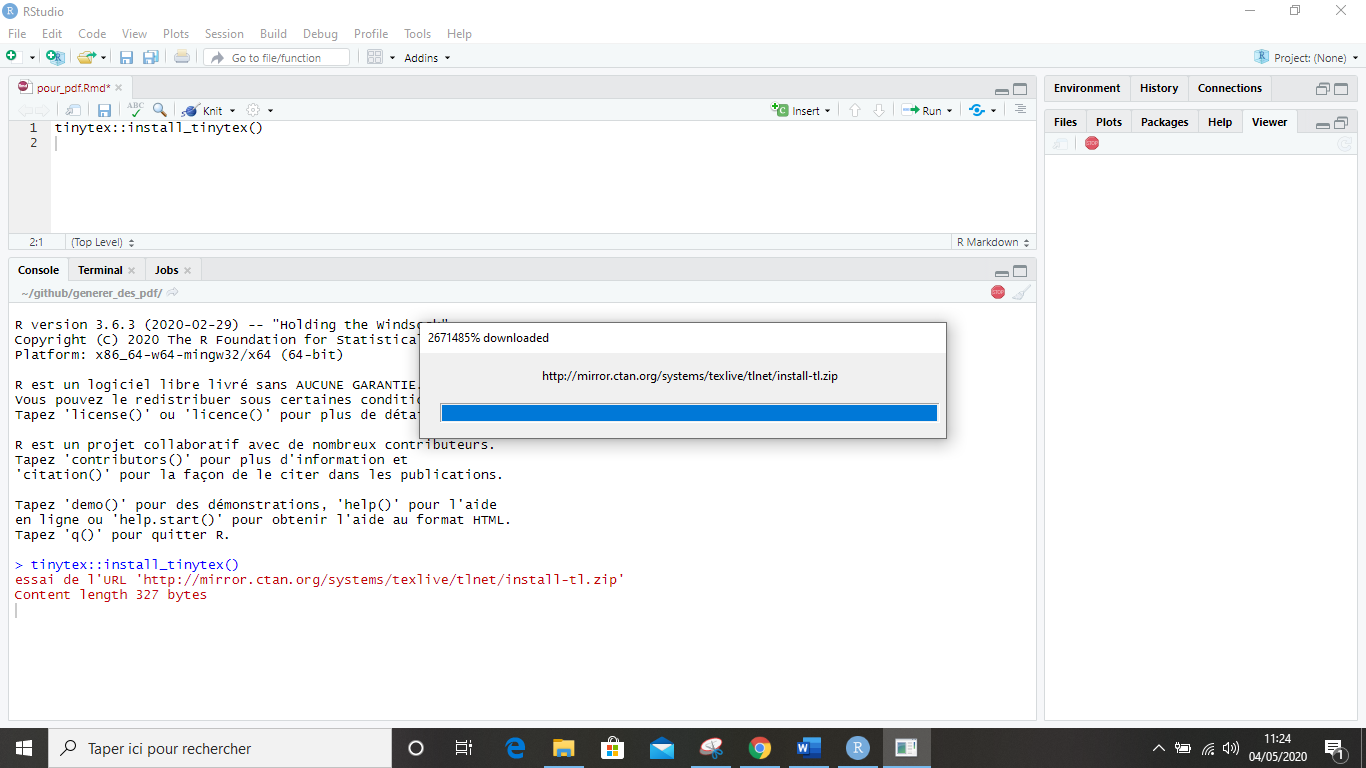 RStudio
File Edit Code View Plots Session Build Debug Profile Tools Help
Go to file/function Addins Project: (None)
pour_pdf.Rmd*
ABC Knit Insert Run
1 tinytex::install_tinytex()
2
2:1 (Top Level) R Markdown
Console Terminal Jobs
~/github/generer_des_pdf/
STOP
R version 3.6.3 (2020-02-29) -- "Holding the Windsock"
Copyright (C) 2020 The R Foundation for Statistical
Platform: x86_64-w64-mingw32/x64 (64-bit)
R est un logiciel libre livré sans AUCUNE GARANTIE.
Vous pouvez le redistribuer sous certaines conditio
Tapez 'license()' ou 'licence()' pour plus de déta
R est un projet collaboratif avec de nombreux contributeurs.
Tapez 'contributors()' pour plus d'information et
'citation()' pour la façon de le citer dans les publications.
Tapez 'demo()' pour des démonstrations, 'help()' pour l'aide
en ligne ou 'help.start()' pour obtenir l'aide au format HTML.
Tapez 'q()' pour quitter R.
> tinytex::install_tinytex()
essai de l'URL 'http://mirror.ctan.org/systems/texlive/tlnet/install-tl.zip'
Content length 327 bytes
2671485% downloaded
http://mirror.ctan.org/systems/texlive/tlnet/install-tl.zip
Environment History Connections
Files Plots Packages Help Viewer
STOP
Taper ici pour rechercher
11:24
04/05/2020
1